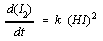 d(I₂)/dt = k (HI)²